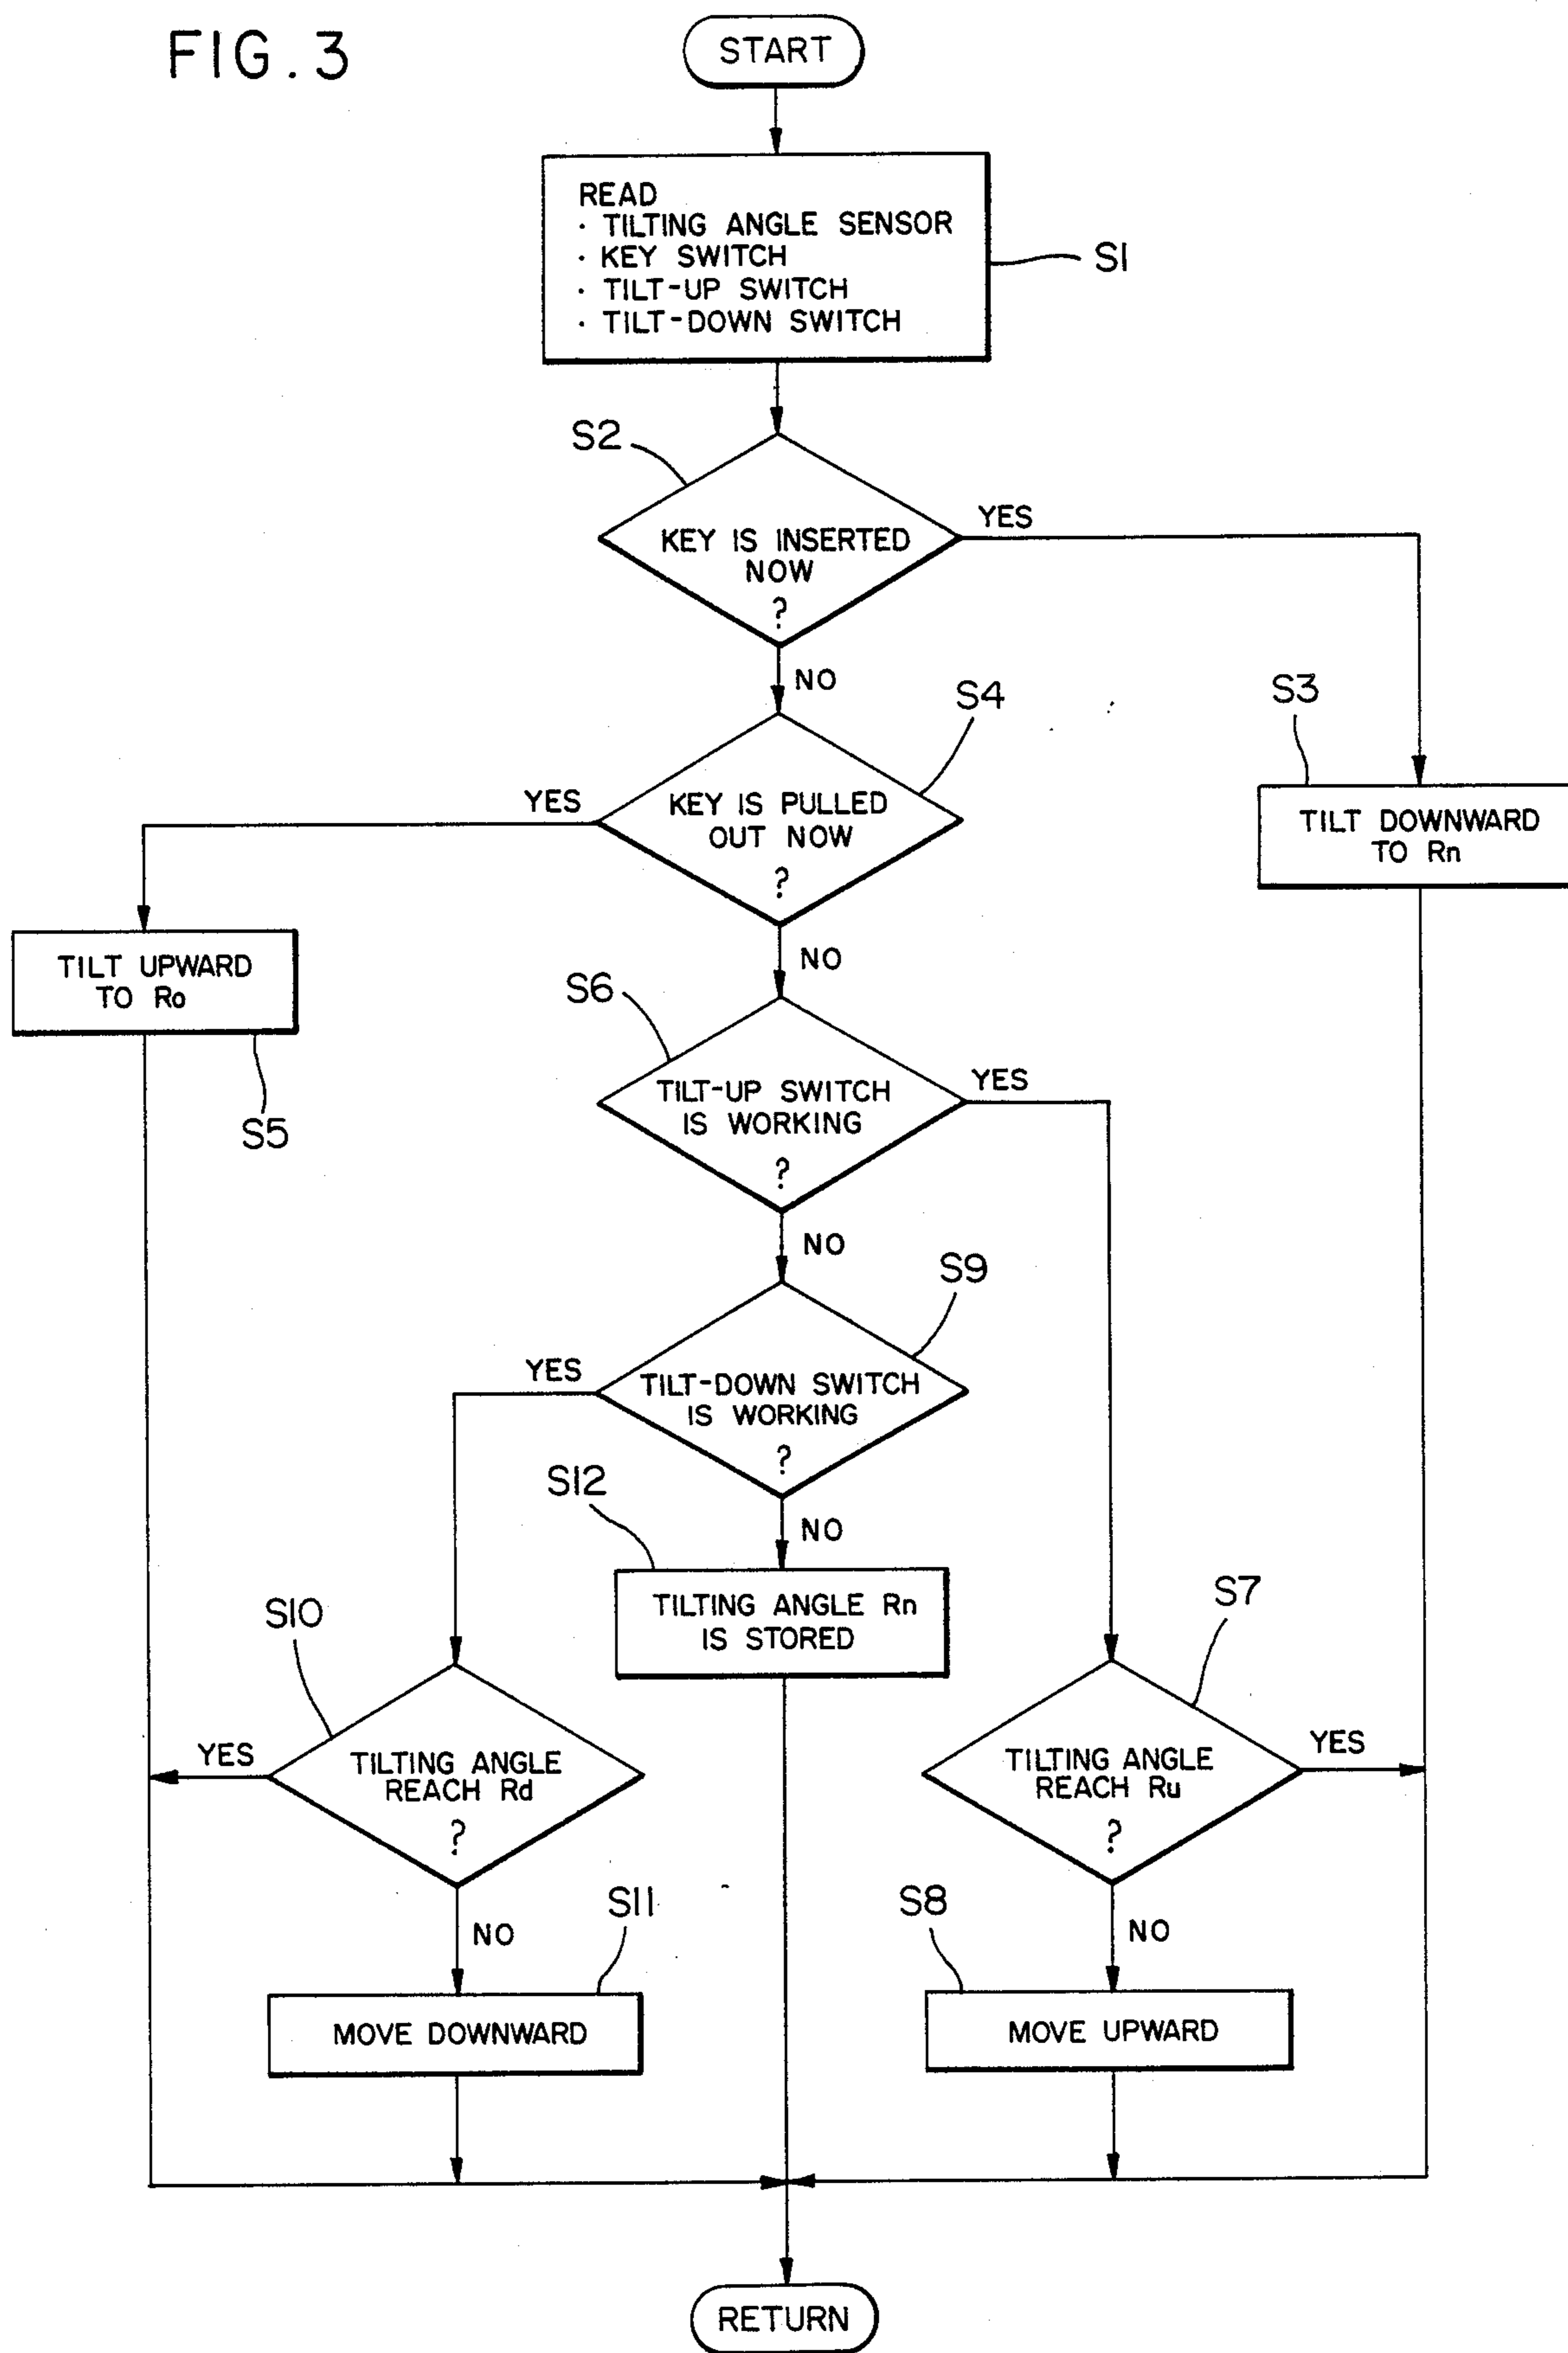 FIG. 3
START
READ
· TILTING ANGLE SENSOR
· KEY SWITCH
· TILT-UP SWITCH
· TILT-DOWN SWITCH
S1
S2
KEY IS INSERTED
NOW
?
YES
NO
S3
TILT DOWNWARD
TO Rn
S4
KEY IS PULLED
OUT NOW
?
YES
NO
TILT UPWARD
TO Ro
S5
S6
TILT-UP SWITCH
IS WORKING
?
YES
NO
S9
TILT-DOWN SWITCH
IS WORKING
?
YES
NO
S12
TILTING ANGLE Rn
IS STORED
S10
TILTING ANGLE
REACH Rd
?
YES
NO
S7
TILTING ANGLE
REACH Ru
?
YES
NO
S11
MOVE DOWNWARD
S8
MOVE UPWARD
RETURN